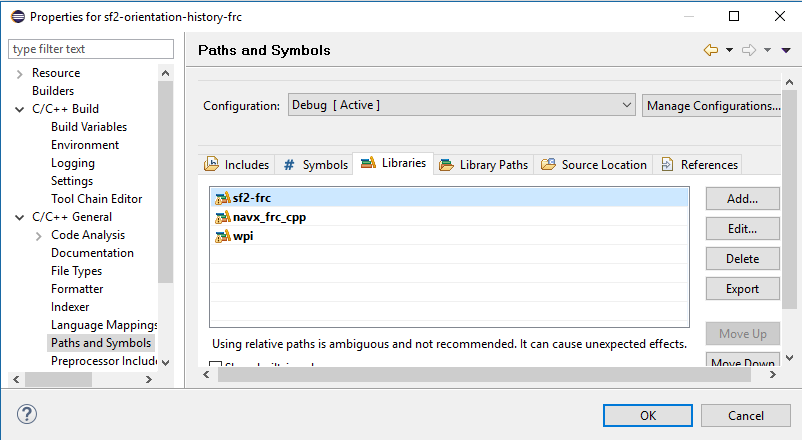 Properties for sf2-orientation-history-frc
type filter text
Resource
Builders
C/C++ Build
Build Variables
Environment
Logging
Settings
Tool Chain Editor
C/C++ General
Code Analysis
Documentation
File Types
Formatter
Indexer
Language Mappings
Paths and Symbols
Preprocessor Include
Paths and Symbols
Configuration:
Debug [ Active ]
Manage Configurations...
Includes
# Symbols
Libraries
Library Paths
Source Location
References
sf2-frc
navx_frc_cpp
wpi
Add...
Edit...
Delete
Export
Move Up
Move Down
Using relative paths is ambiguous and not recommended. It can cause unexpected effects.
?
OK
Cancel